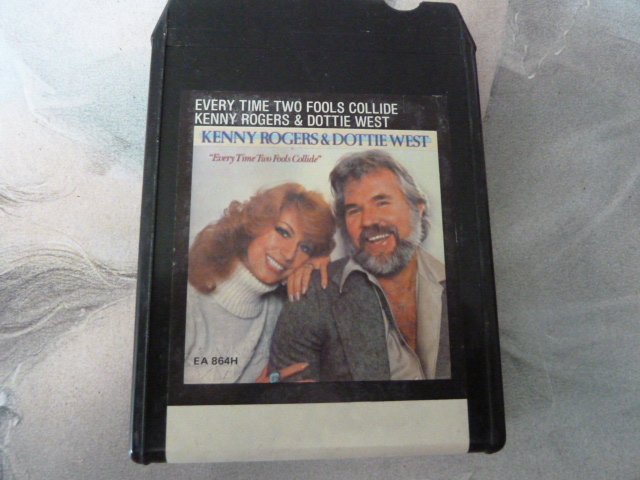 EVERY TIME TWO FOOLS COLLIDE
KENNY ROGERS & DOTTIE WEST
KENNY ROGERS & DOTTIE WEST
"Every Time Two Fools Collide"
EA 864H